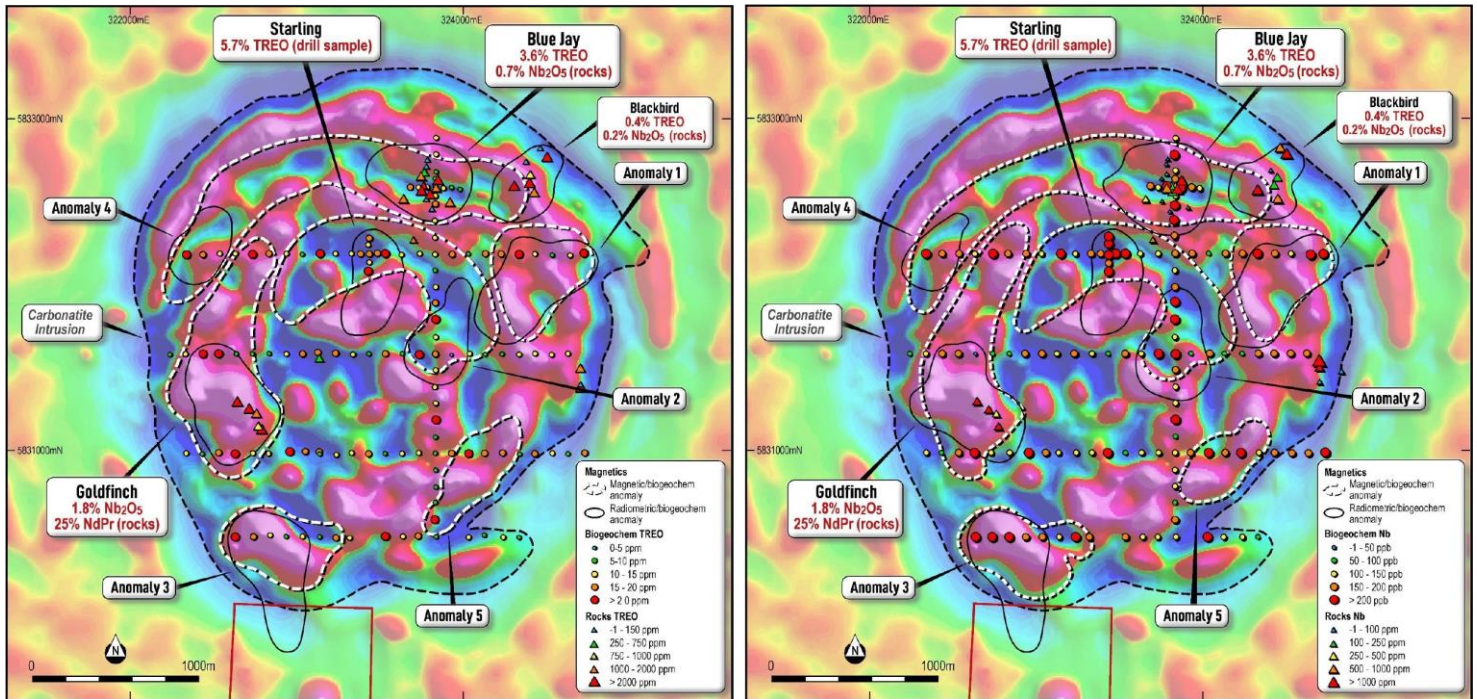 322000mE
324000mE
Starling
5.7% TREO (drill sample)
Blue Jay
3.6% TREO
0.7% Nb₂O₅ (rocks)
Blackbird
0.4% TREO
0.2% Nb₂O₅ (rocks)
5833000mN
Anomaly 1
Anomaly 4
Carbonatite
Intrusion
Anomaly 2
5831000mN
Goldfinch
1.8% Nb₂O₅
25% NdPr (rocks)
Anomaly 3
Anomaly 5
0
1000m
N
Magnetics
Magnetic/biogeochem
anomaly
Radiometric/biogeochem
anomaly
Biogeochem TREO
0-5 ppm
5-10 ppm
10 - 15 ppm
15 - 20 ppm
> 2.0 ppm
Rocks TREO
-1 - 150 ppm
250 - 750 ppm
750 - 1000 ppm
1000 - 2000 ppm
> 2000 ppm
322000mE
324000mE
Starling
5.7% TREO (drill sample)
Blue Jay
3.6% TREO
0.7% Nb₂O₅ (rocks)
Blackbird
0.4% TREO
0.2% Nb₂O₅ (rocks)
5833000mN
Anomaly 1
Anomaly 4
Carbonatite
Intrusion
Anomaly 2
5831000mN
Goldfinch
1.8% Nb₂O₅
25% NdPr (rocks)
Anomaly 3
Anomaly 5
0
1000m
N
Magnetics
Magnetic/biogeochem
anomaly
Radiometric/biogeochem
anomaly
Biogeochem Nb
-1 - 50 ppb
50 - 100 ppb
100 - 150 ppb
150 - 200 ppb
> 200 ppb
Rocks Nb
-1 - 100 ppm
100 - 250 ppm
250 - 500 ppm
500 - 1000 ppm
> 1000 ppm